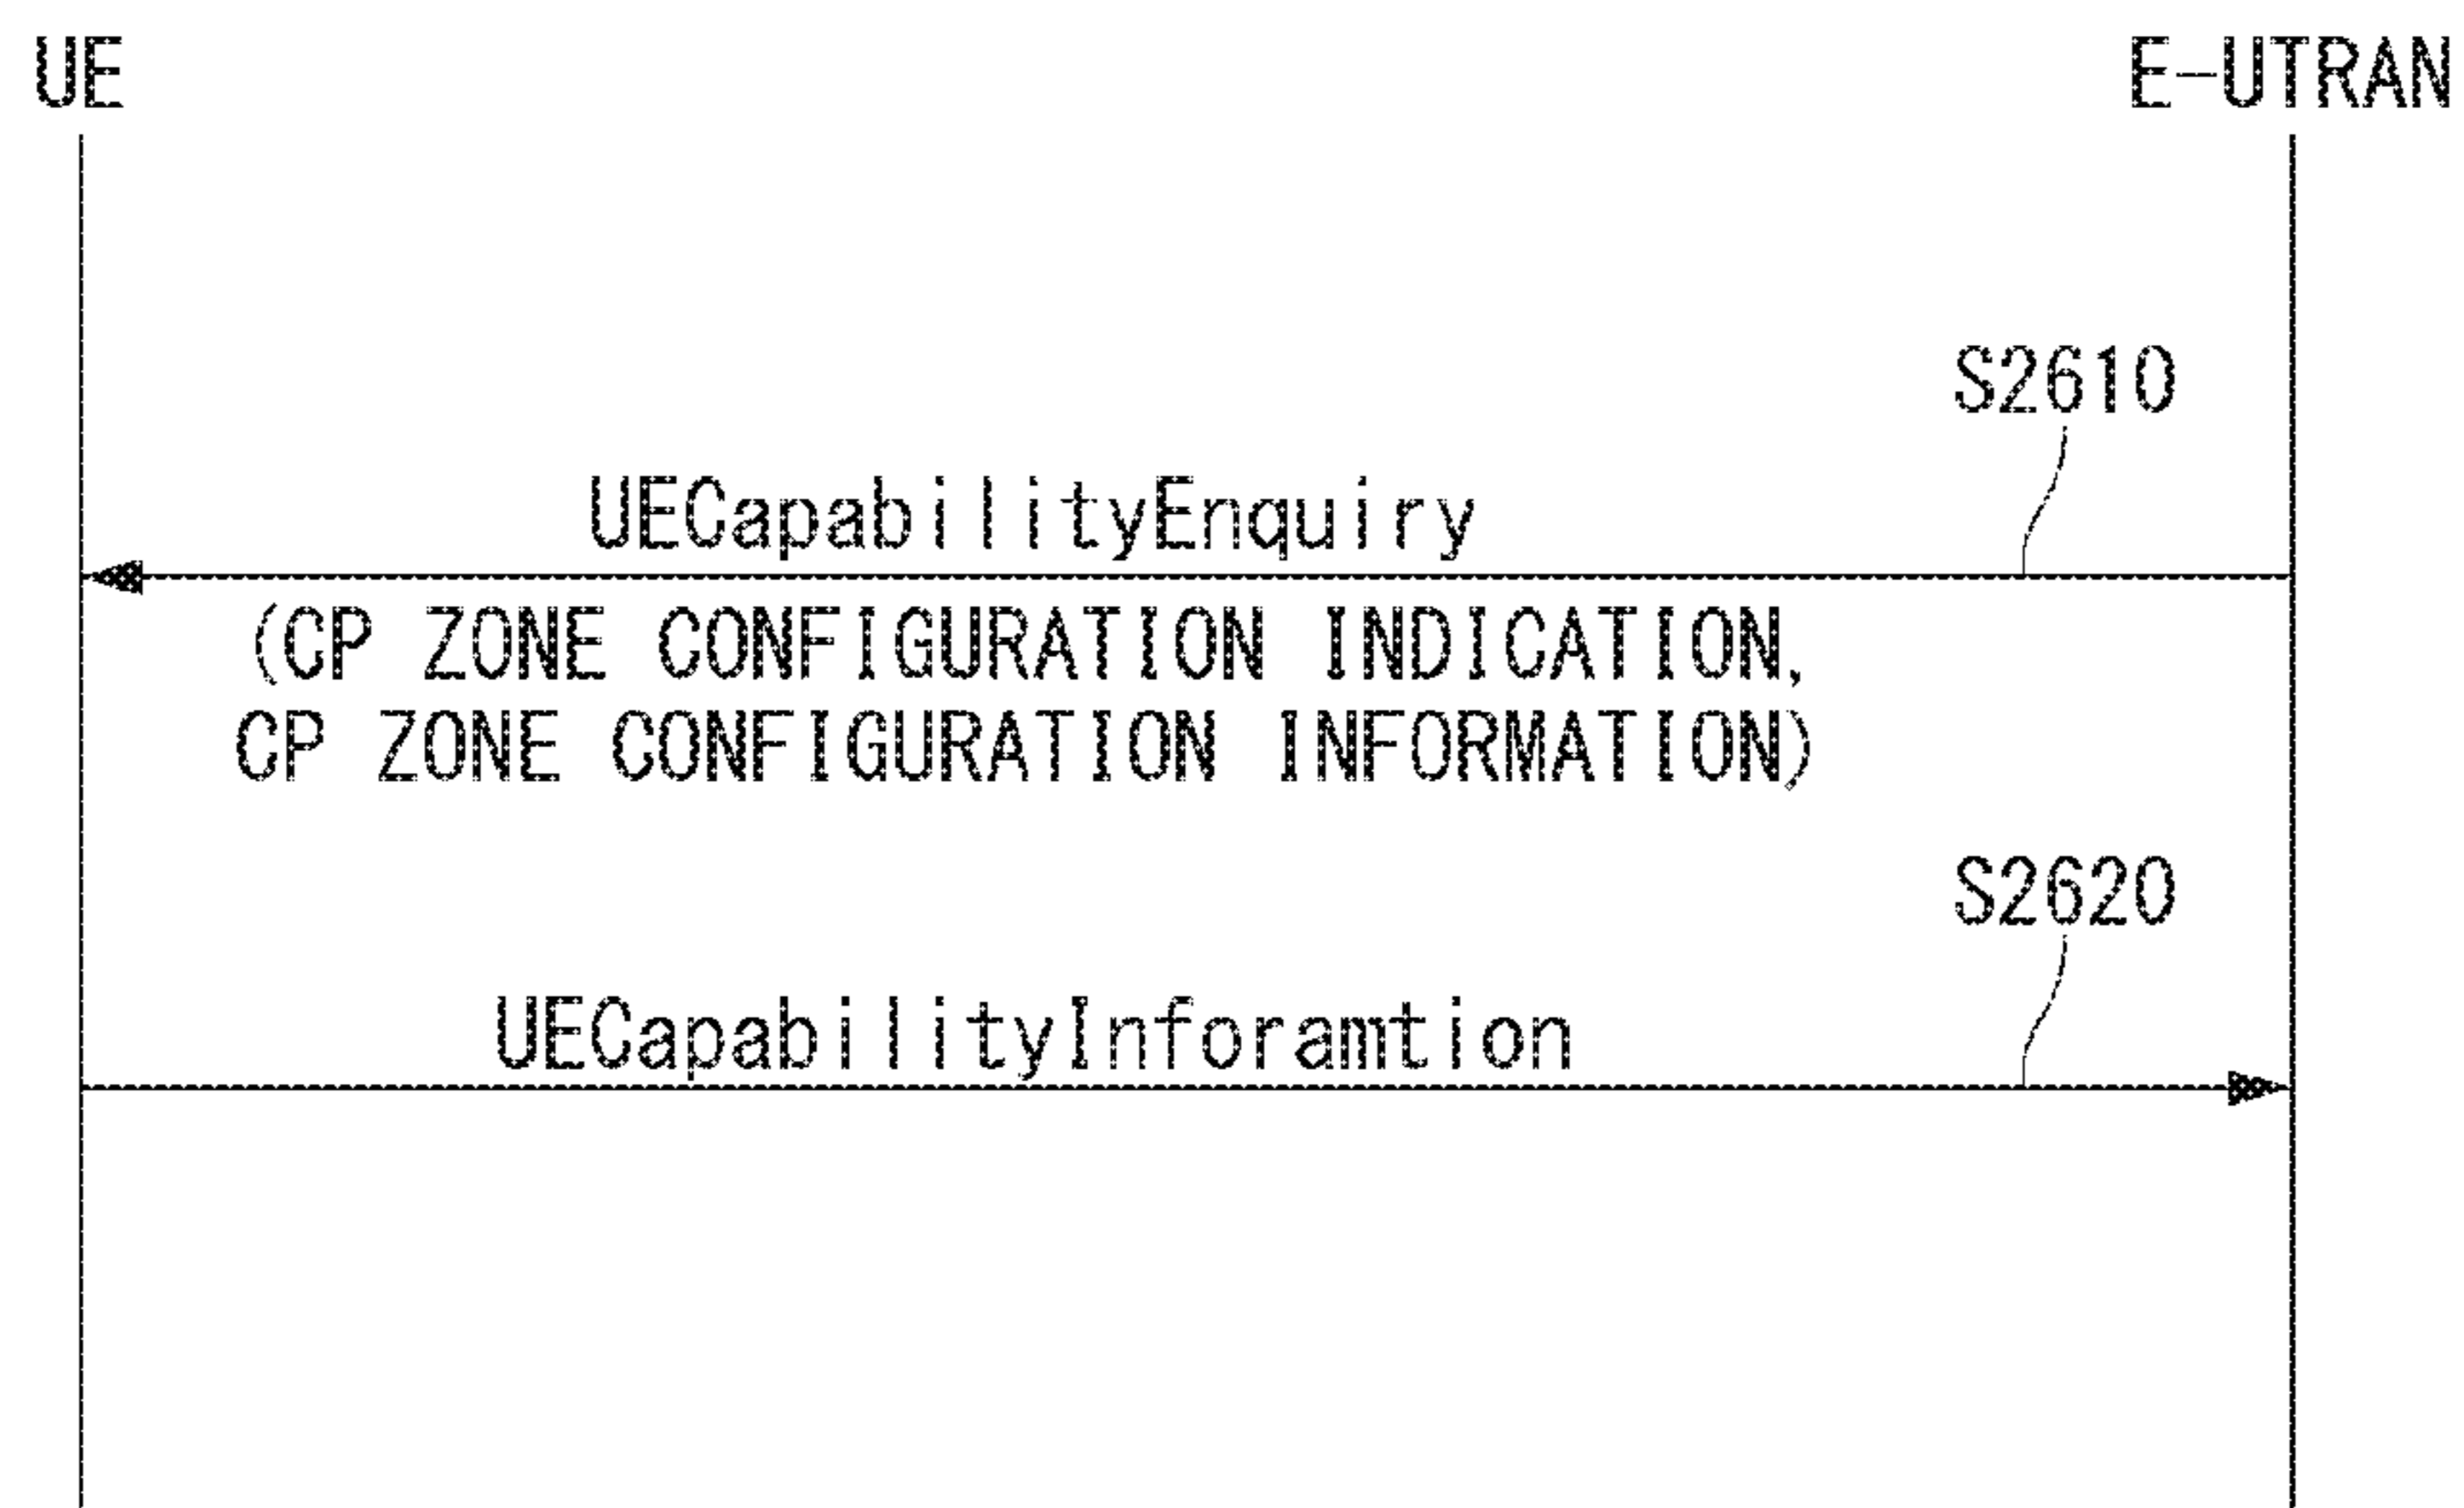 UE
E-UTRAN
S2610
UECapabilityEnquiry
(CP ZONE CONFIGURATION INDICATION,
CP ZONE CONFIGURATION INFORMATION)
S2620
UECapabilityInforamtion